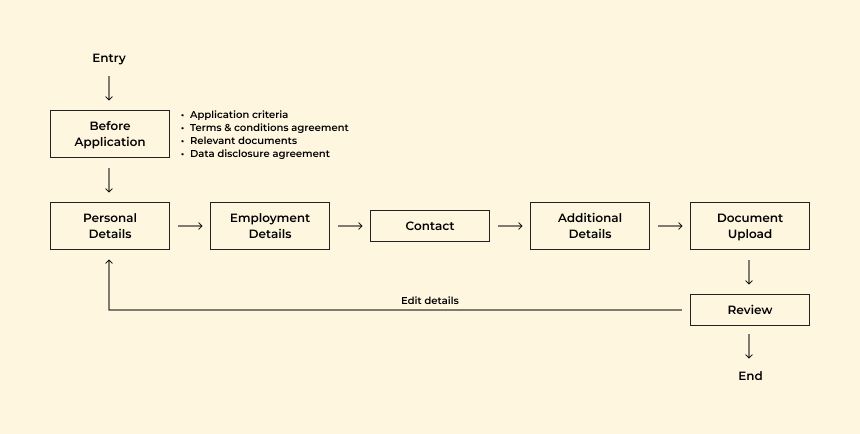 Entry
Before
Application
• Application criteria
• Terms & conditions agreement
• Relevant documents
• Data disclosure agreement
Personal
Details
Employment
Details
Contact
Additional
Details
Document
Upload
Edit details
Review
End